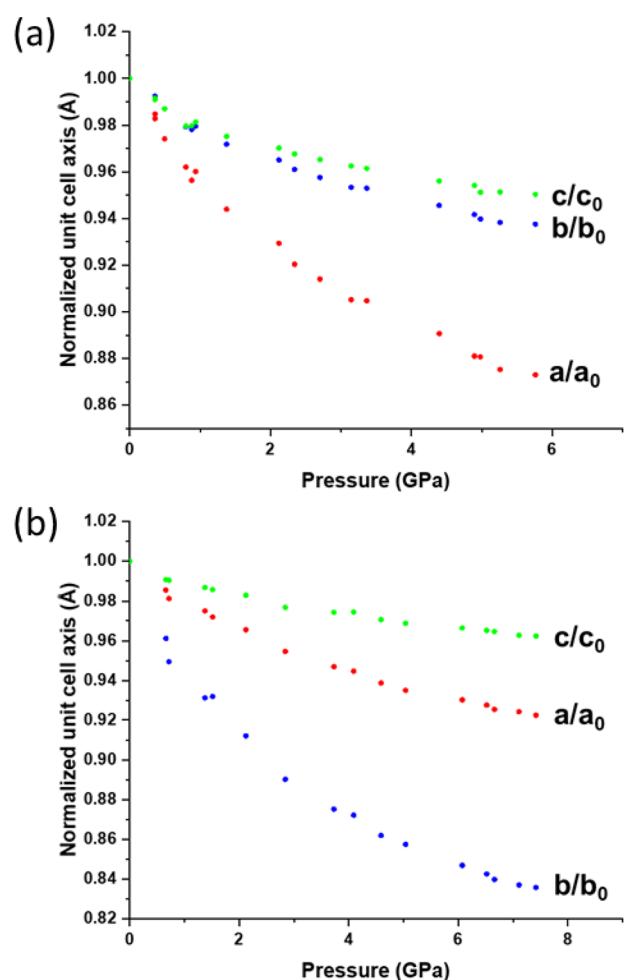 (a)
1.02
1.00
0.98
0.96
0.94
0.92
0.90
0.88
0.86
Normalized unit cell axis (Å)
c/c₀
b/b₀
a/a₀
0
2
4
6
Pressure (GPa)
(b)
1.02
1.00
0.98
0.96
0.94
0.92
0.90
0.88
0.86
0.84
0.82
Normalized unit cell axis (Å)
c/c₀
a/a₀
b/b₀
0
2
4
6
8
Pressure (GPa)